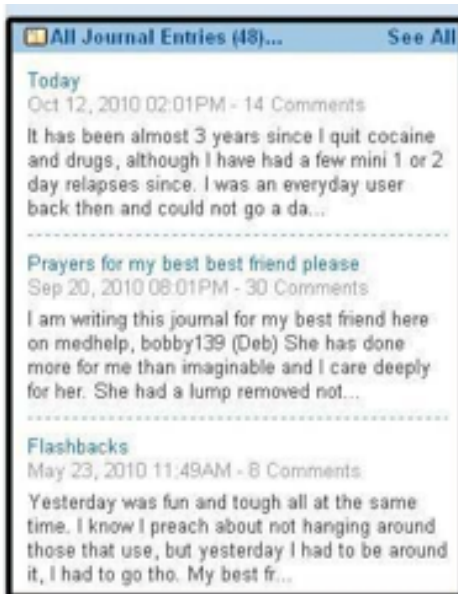 All Journal Entries (48)... See All
Today
Oct 12, 2010 02:01PM - 14 Comments
It has been almost 3 years since I quit cocaine
and drugs, although I have had a few mini 1 or 2
day relapses since. I was an everyday user
back then and could not go a da...
Prayers for my best best friend please
Sep 20, 2010 08:01PM - 30 Comments
I am writing this journal for my best friend here
on medhelp, bobby139 (Deb) She has done
more for me than imaginable and I care deeply
for her. She had a lump removed not...
Flashbacks
May 23, 2010 11:49AM - 8 Comments
Yesterday was fun and tough all at the same
time. I know I preach about not hanging around
those that use, but yesterday I had to be around
it, I had to go tho. My best fr...